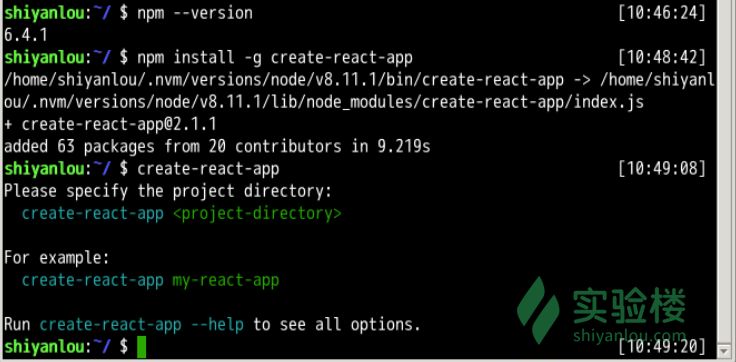 shiyanlou:~/ $ npm --version [10:46:24]
6.4.1
shiyanlou:~/ $ npm install -g create-react-app [10:48:42]
/home/shiyanlou/.nvm/versions/node/v8.11.1/bin/create-react-app -> /home/shiyanl
ou/.nvm/versions/node/v8.11.1/lib/node_modules/create-react-app/index.js
+ create-react-app@2.1.1
added 63 packages from 20 contributors in 9.219s
shiyanlou:~/ $ create-react-app [10:49:08]
Please specify the project directory:
create-react-app <project-directory>
For example:
create-react-app my-react-app
Run create-react-app --help to see all options.
shiyanlou:~/ $ [10:49:20]
实验楼
shiyanlou.com